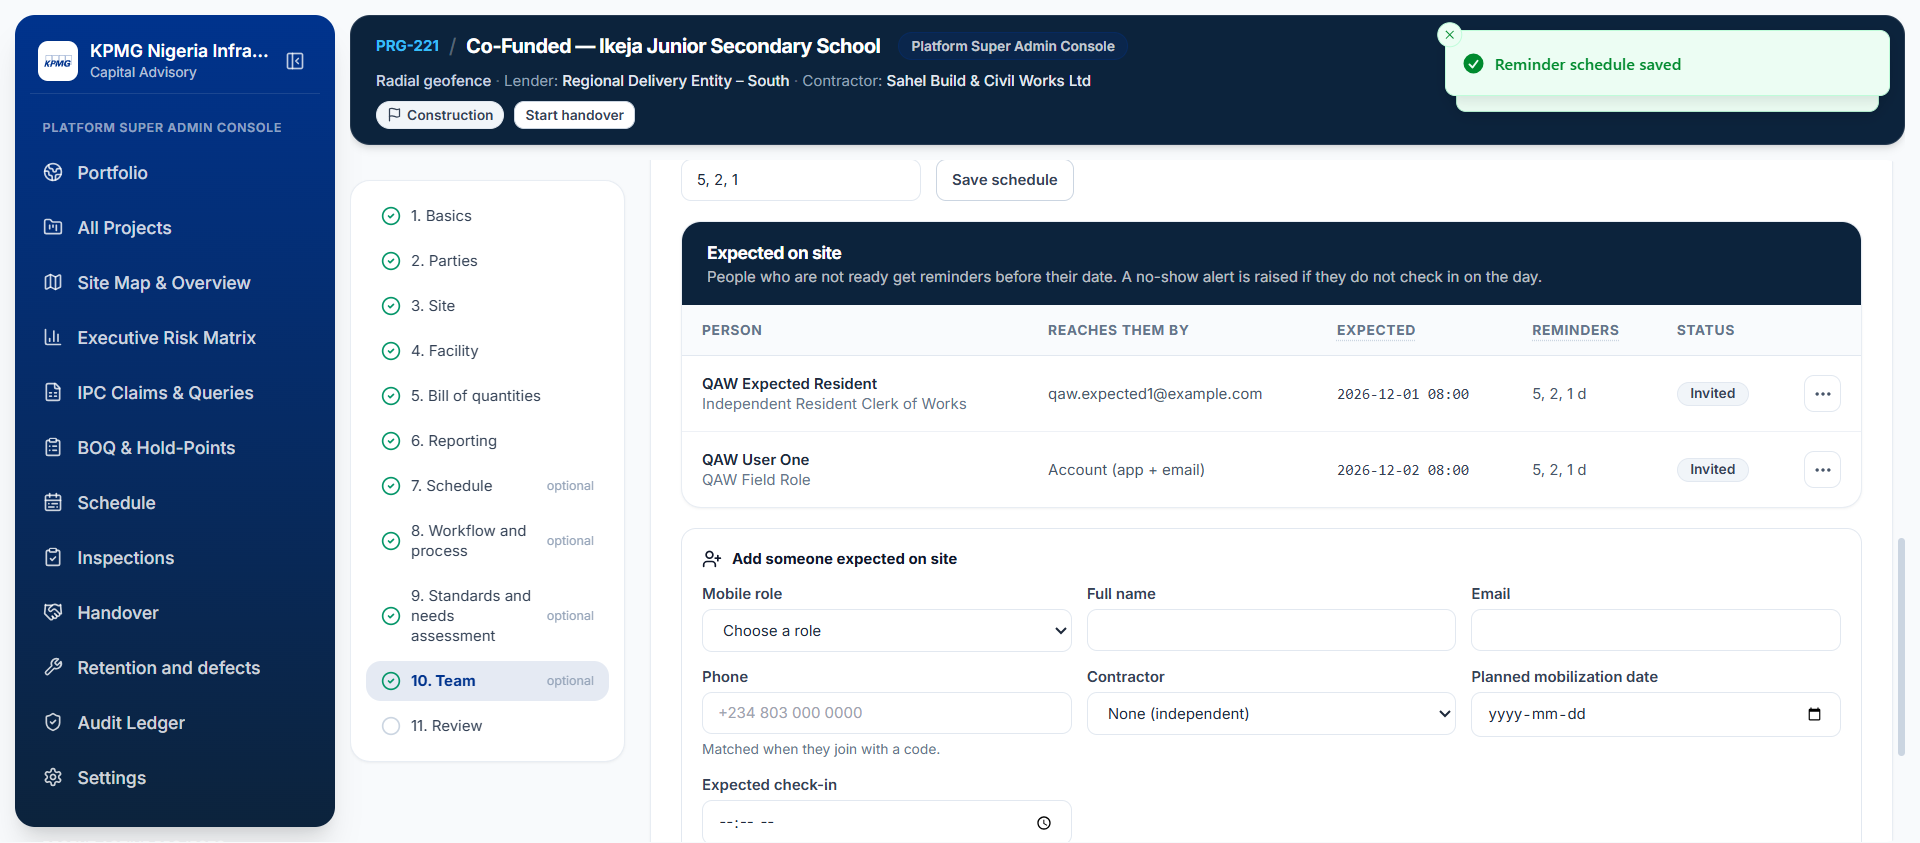 KPMG
KPMG Nigeria Infra...
Capital Advisory
PLATFORM SUPER ADMIN CONSOLE
Portfolio
All Projects
Site Map & Overview
Executive Risk Matrix
IPC Claims & Queries
BOQ & Hold-Points
Schedule
Inspections
Handover
Retention and defects
Audit Ledger
Settings
PRG-221 / Co-Funded — Ikeja Junior Secondary School
Platform Super Admin Console
Radial geofence · Lender: Regional Delivery Entity – South · Contractor: Sahel Build & Civil Works Ltd
Construction
Start handover
Reminder schedule saved
1. Basics
2. Parties
3. Site
4. Facility
5. Bill of quantities
6. Reporting
7. Schedule optional
8. Workflow and
process
optional
9. Standards and
needs
assessment
optional
10. Team optional
11. Review
5, 2, 1
Save schedule
Expected on site
People who are not ready get reminders before their date. A no-show alert is raised if they do not check in on the day.
PERSON REACHES THEM BY EXPECTED REMINDERS STATUS
QAW Expected Resident
Independent Resident Clerk of Works
qaw.expected1@example.com
2026-12-01 08:00
5, 2, 1 d
Invited
QAW User One
QAW Field Role
Account (app + email)
2026-12-02 08:00
5, 2, 1 d
Invited
Add someone expected on site
Mobile role
Choose a role
Full name
Email
Phone
+234 803 000 0000
Matched when they join with a code.
Contractor
None (independent)
Planned mobilization date
yyyy-mm-dd
Expected check-in
--:-- --